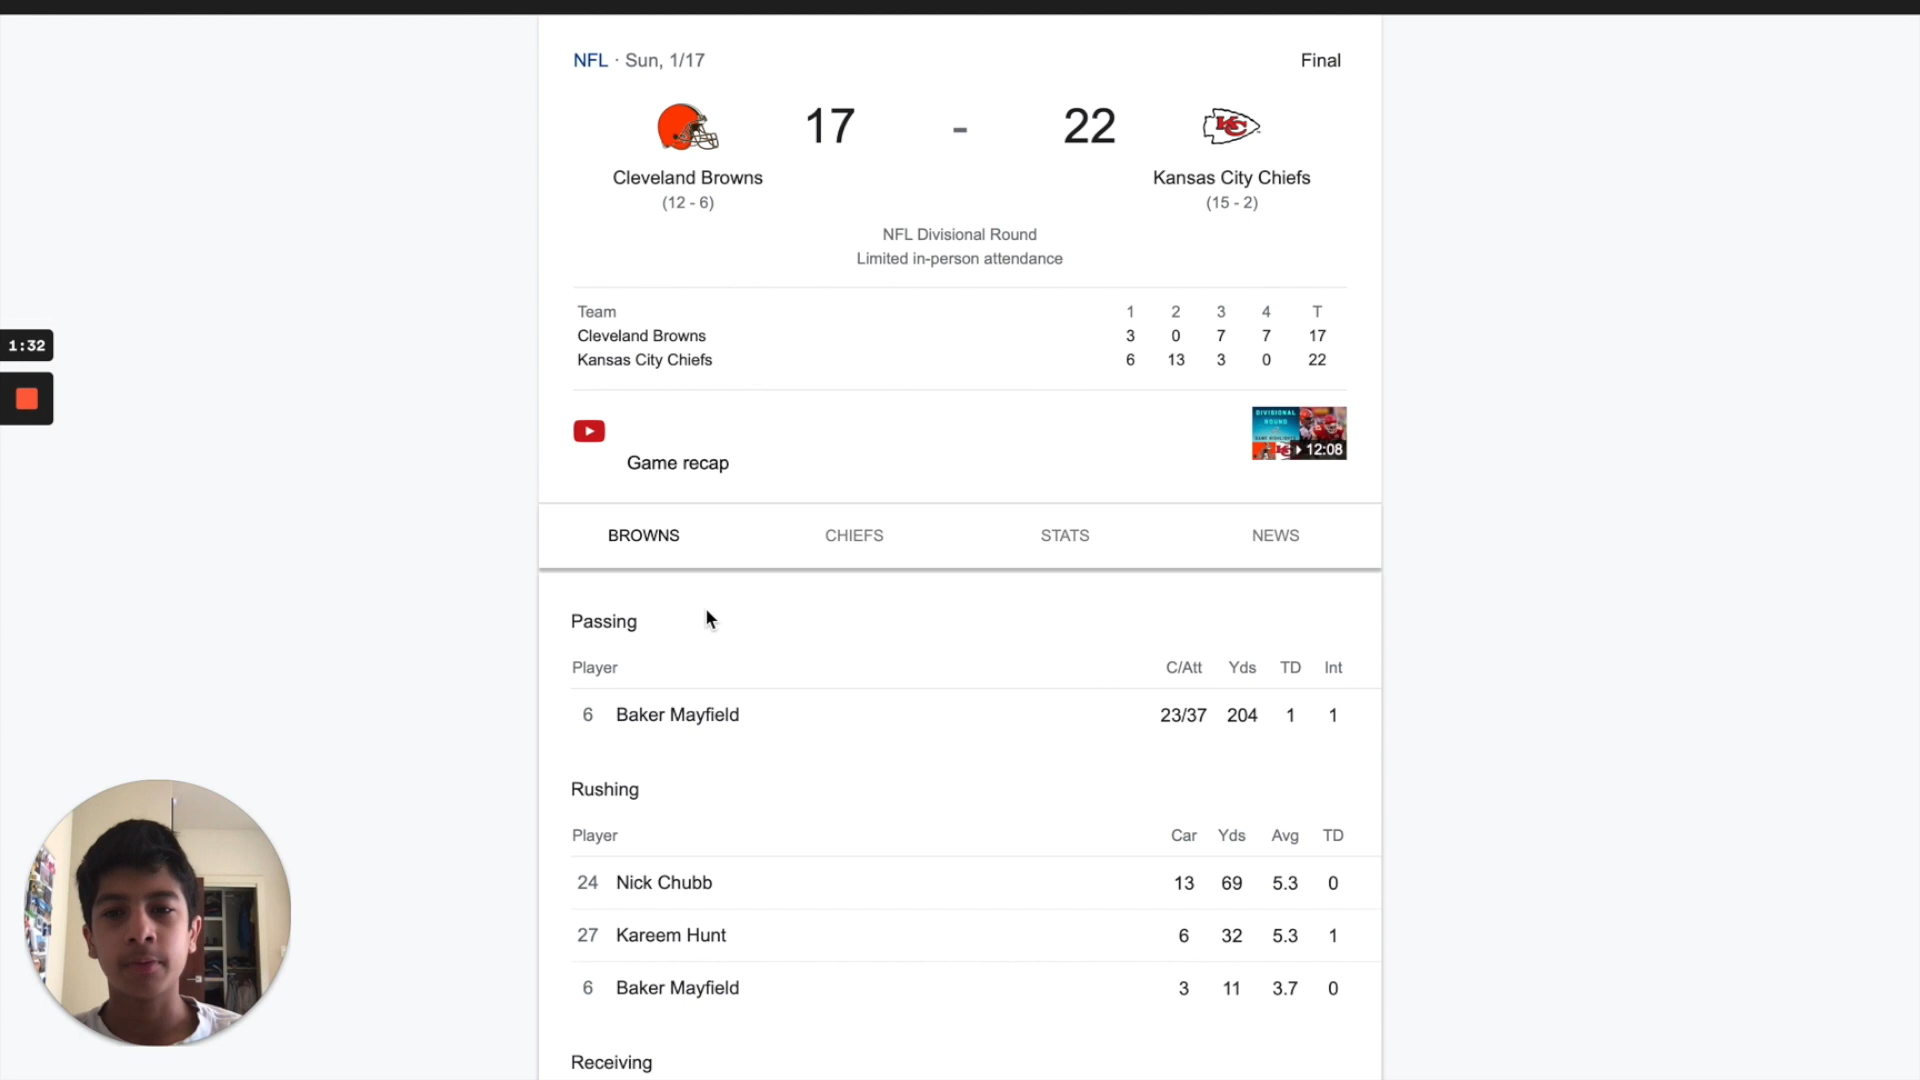 NFL · Sun, 1/17 Final
17 - 22
Cleveland Browns Kansas City Chiefs
(12 - 6) (15 - 2)
NFL Divisional Round
Limited in-person attendance
Team 1 2 3 4 T
Cleveland Browns 3 0 7 7 17
Kansas City Chiefs 6 13 3 0 22
1:32
DIVISIONAL
ROUND
GAME HIGHLIGHTS
12:08
Game recap
BROWNS CHIEFS STATS NEWS
Passing
Player C/Att Yds TD Int
6 Baker Mayfield 23/37 204 1 1
Rushing
Player Car Yds Avg TD
24 Nick Chubb 13 69 5.3 0
27 Kareem Hunt 6 32 5.3 1
6 Baker Mayfield 3 11 3.7 0
Receiving